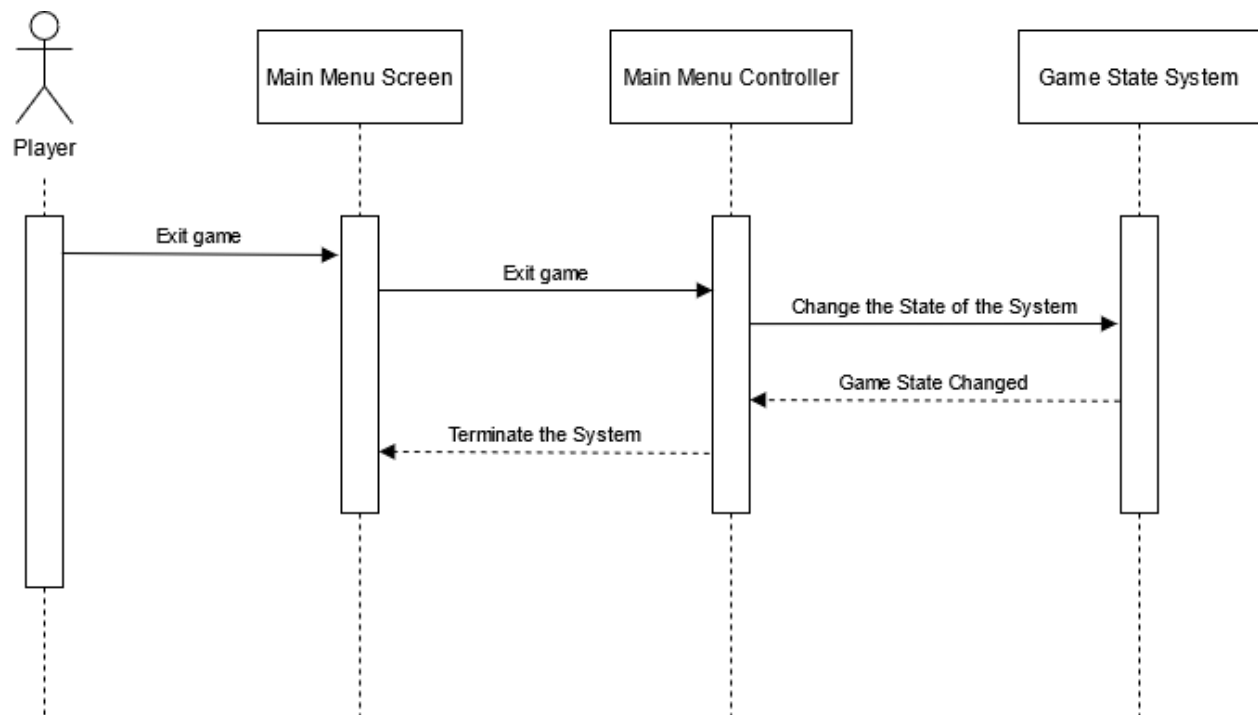 Main Menu Screen
Main Menu Controller
Game State System
Player
Exit game
Exit game
Change the State of the System
Game State Changed
Terminate the System